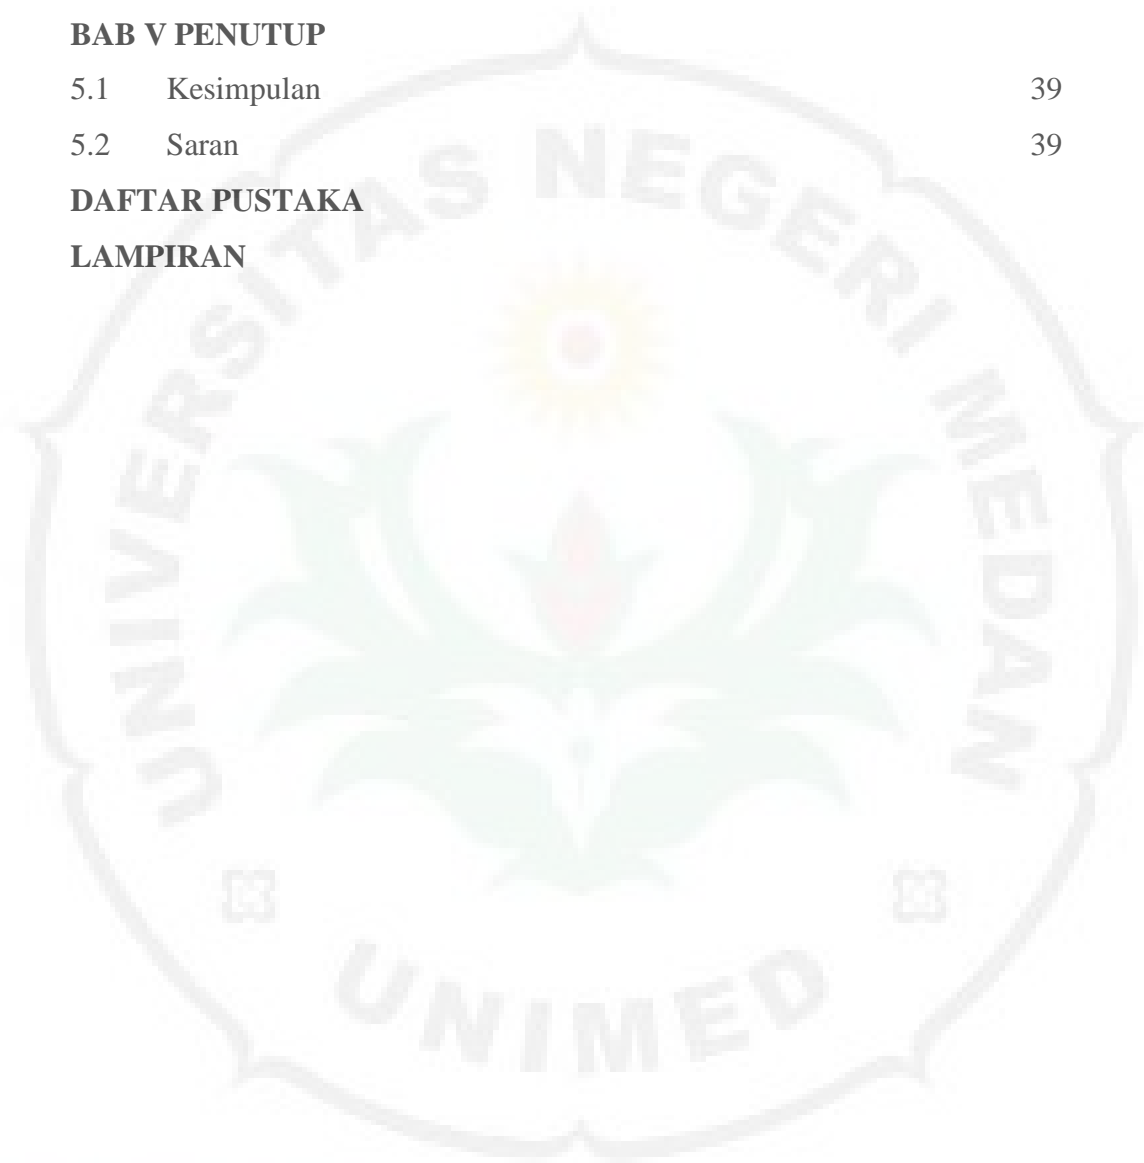 BAB V PENUTUP
5.1 Kesimpulan 39
5.2 Saran 39
DAFTAR PUSTAKA
LAMPIRAN
UNIVERSITAS NEGERI MEDAN
UNIMED